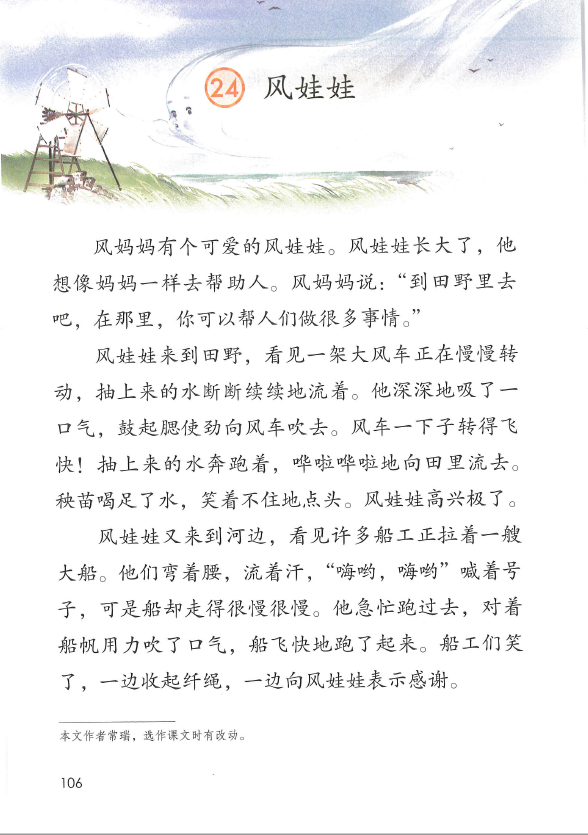 24 风娃娃
风妈妈有个可爱的风娃娃。风娃娃长大了，他
想像妈妈一样去帮助人。风妈妈说：“到田野里去
吧，在那里，你可以帮人们做很多事情。”
风娃娃来到田野，看见一架大风车正在慢慢转
动，抽上来的水断断续续地流着。他深深地吸了一
口气，鼓起腮使劲向风车吹去。风车一下子转得飞
快！抽上来的水奔跑着，哗啦哗啦地向田里流去。
秧苗喝足了水，笑着不住地点头。风娃娃高兴极了。
风娃娃又来到河边，看见许多船工正拉着一艘
大船。他们弯着腰，流着汗，“嗨哟，嗨哟”喊着号
子，可是船却走得很慢很慢。他急忙跑过去，对着
船帆用力吹了口气，船飞快地跑了起来。船工们笑
了，一边收起纤绳，一边向风娃娃表示感谢。
本文作者常瑞，选作课文时有改动。
106